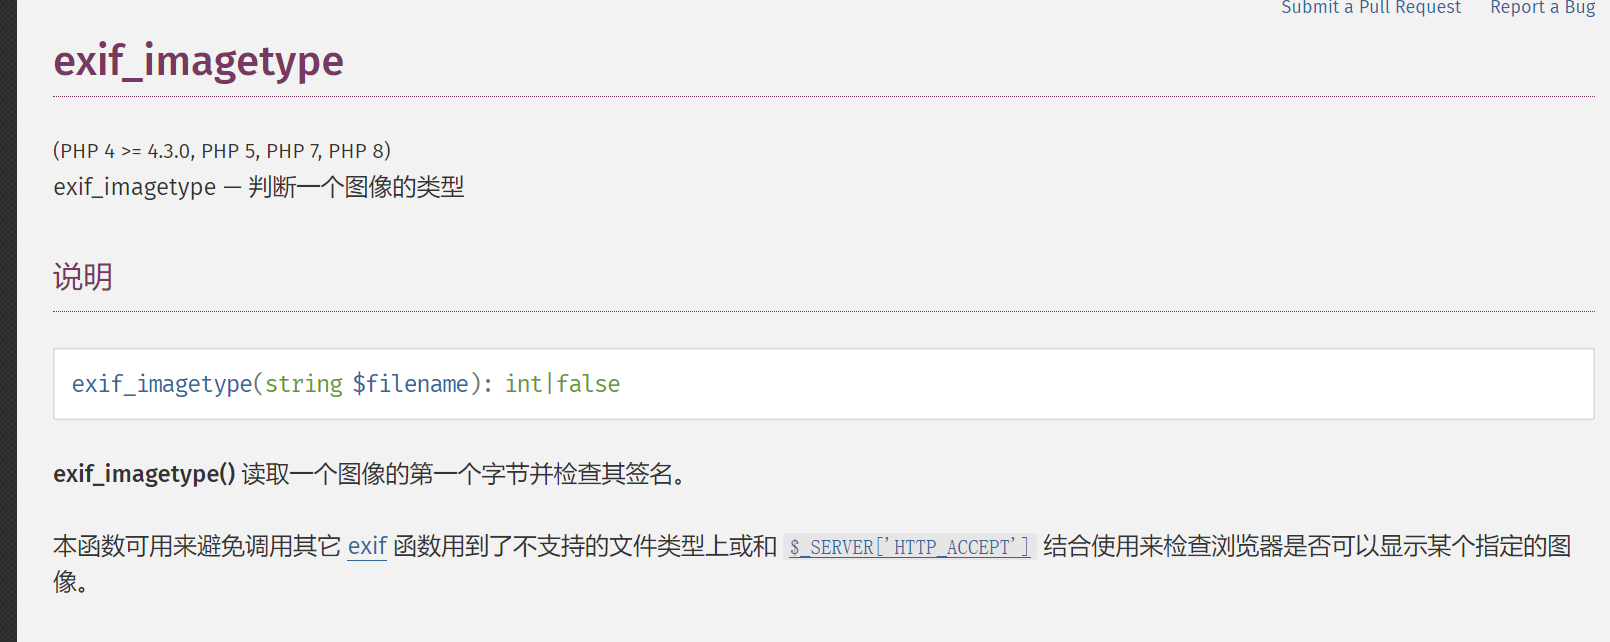 Submit a Pull Request Report a Bug
exif_imagetype
(PHP 4 >= 4.3.0, PHP 5, PHP 7, PHP 8)
exif_imagetype — 判断一个图像的类型
说明
exif_imagetype(string $filename): int|false
exif_imagetype() 读取一个图像的第一个字节并检查其签名。
本函数可用来避免调用其它 exif 函数用到了不支持的文件类型上或和 $_SERVER['HTTP_ACCEPT'] 结合使用来检查浏览器是否可以显示某个指定的图
像。